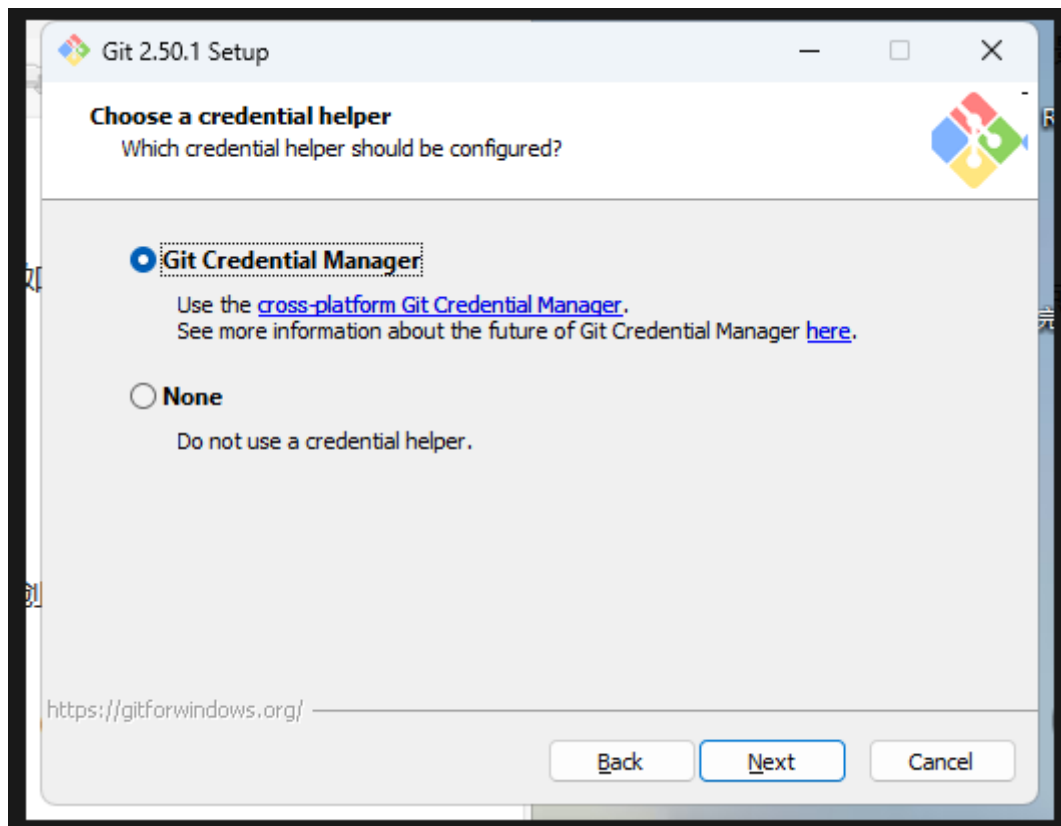 Git 2.50.1 Setup
Choose a credential helper
Which credential helper should be configured?
Git Credential Manager
Use the cross-platform Git Credential Manager.
See more information about the future of Git Credential Manager here.
None
Do not use a credential helper.
https://gitforwindows.org/
Back Next Cancel